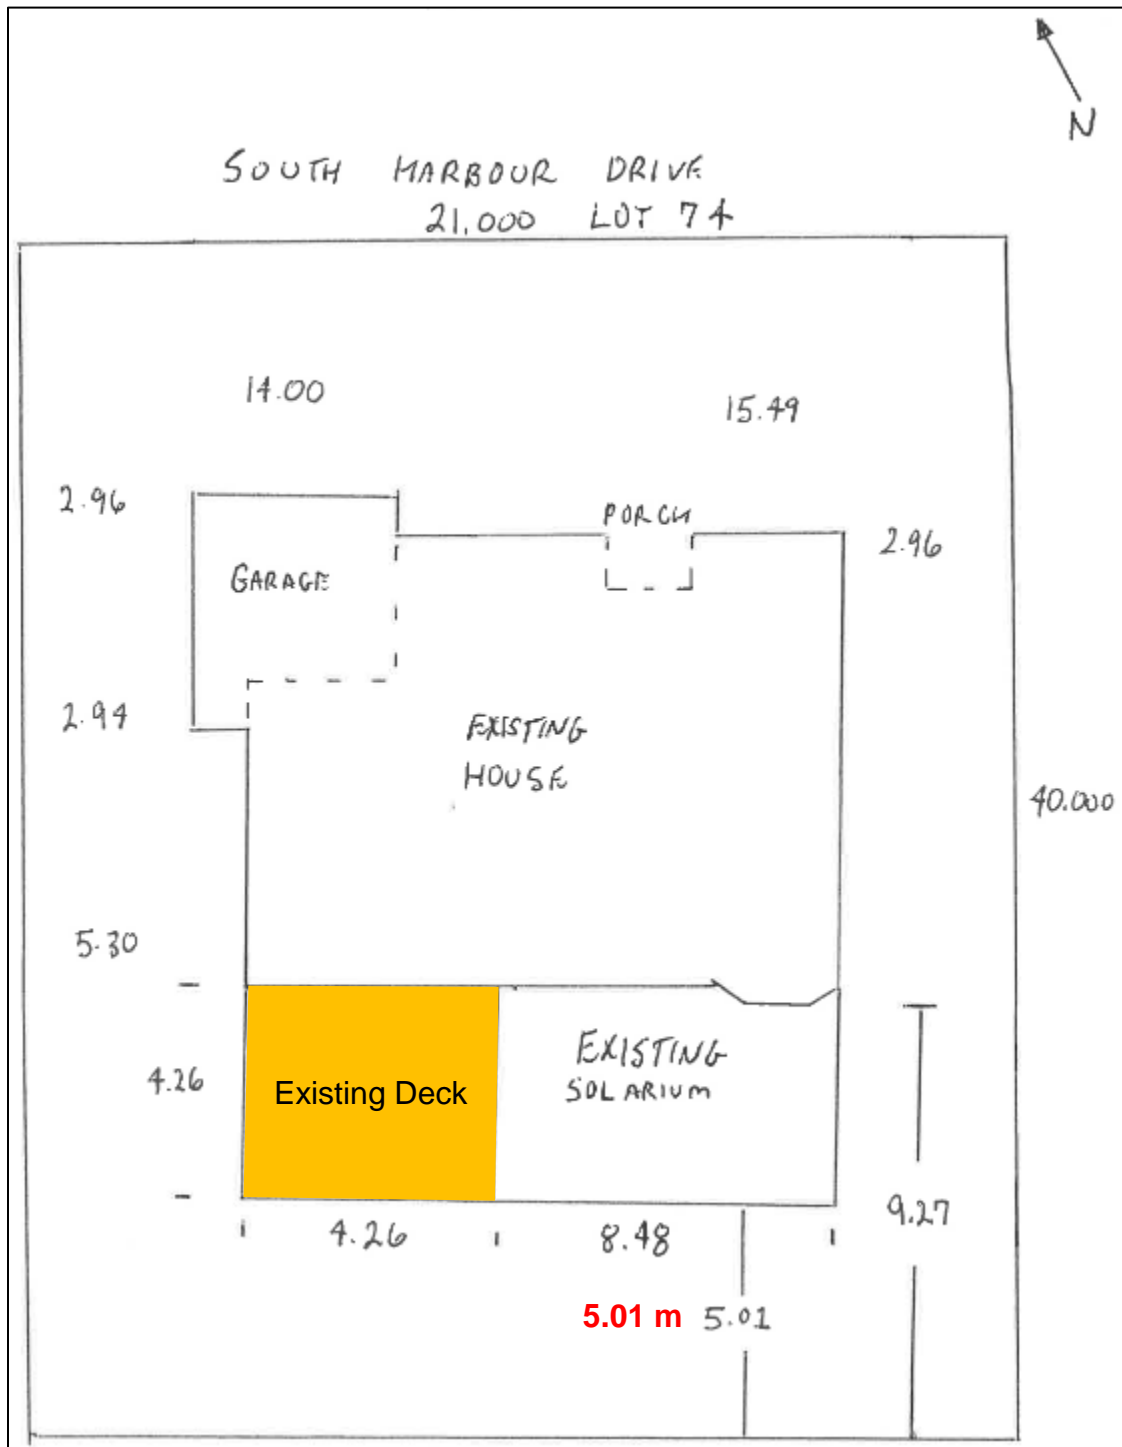 N
SOUTH HARBOUR DRIVE
21.000 LOT 74
14.00
15.49
2.96
PORCH
2.96
GARAGE
2.94
EXISTING
HOUSE
40.000
5.30
EXISTING
SOLARIUM
4.26
Existing Deck
9.27
4.26
8.48
5.01 m 5.01